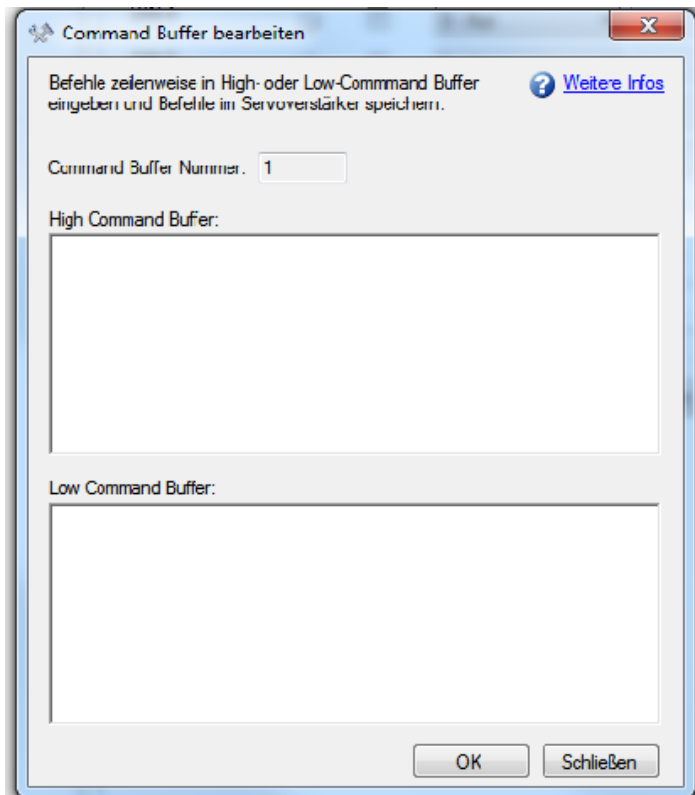 Command Buffer bearbeiten
Befehle zeilenweise in High- oder Low-Commmand Buffer
eingeben und Befehle im Servoverstärker speichern.
Weitere Infos
Command Buffer Nummer: 1
High Command Buffer:
Low Command Buffer:
OK
Schließen